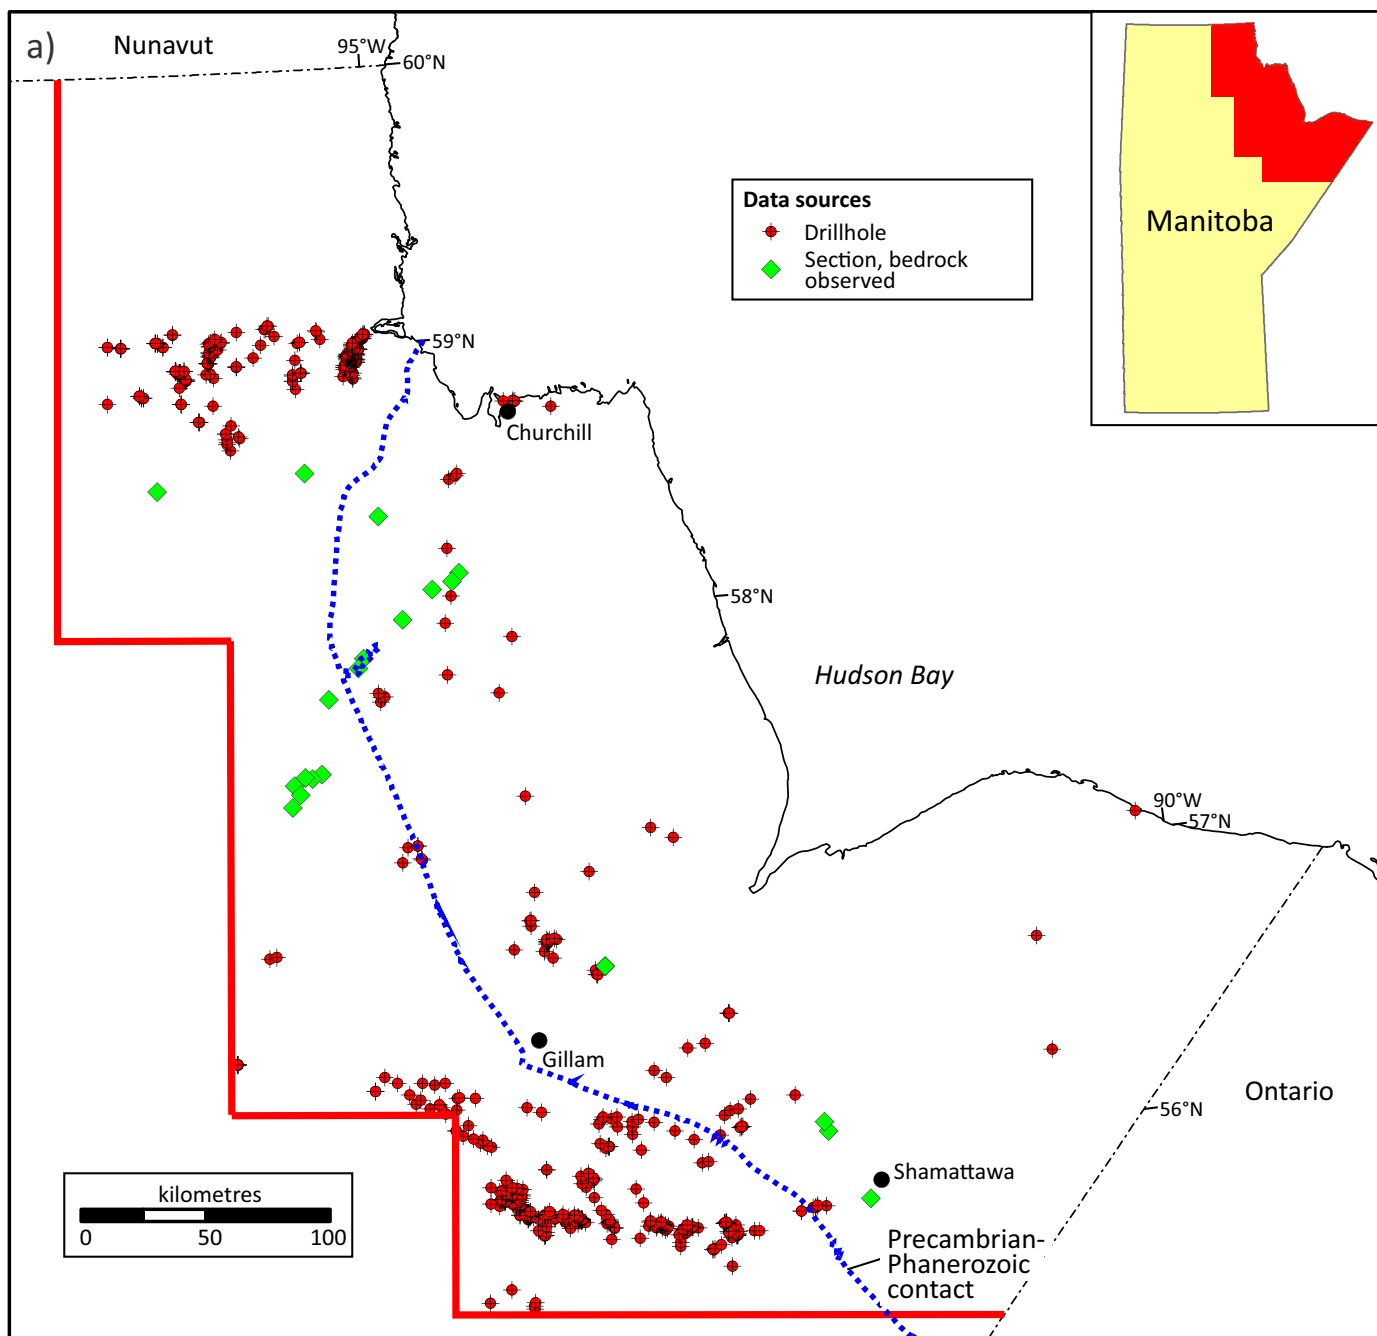 a)
Nunavut
95°W
60°N
Data sources
Drillhole
Section, bedrock
observed
Manitoba
59°N
Churchill
58°N
Hudson Bay
90°W
57°N
Gillam
Ontario
56°N
Shamattawa
kilometres
0 50 100
Precambrian-
Phanerozoic
contact